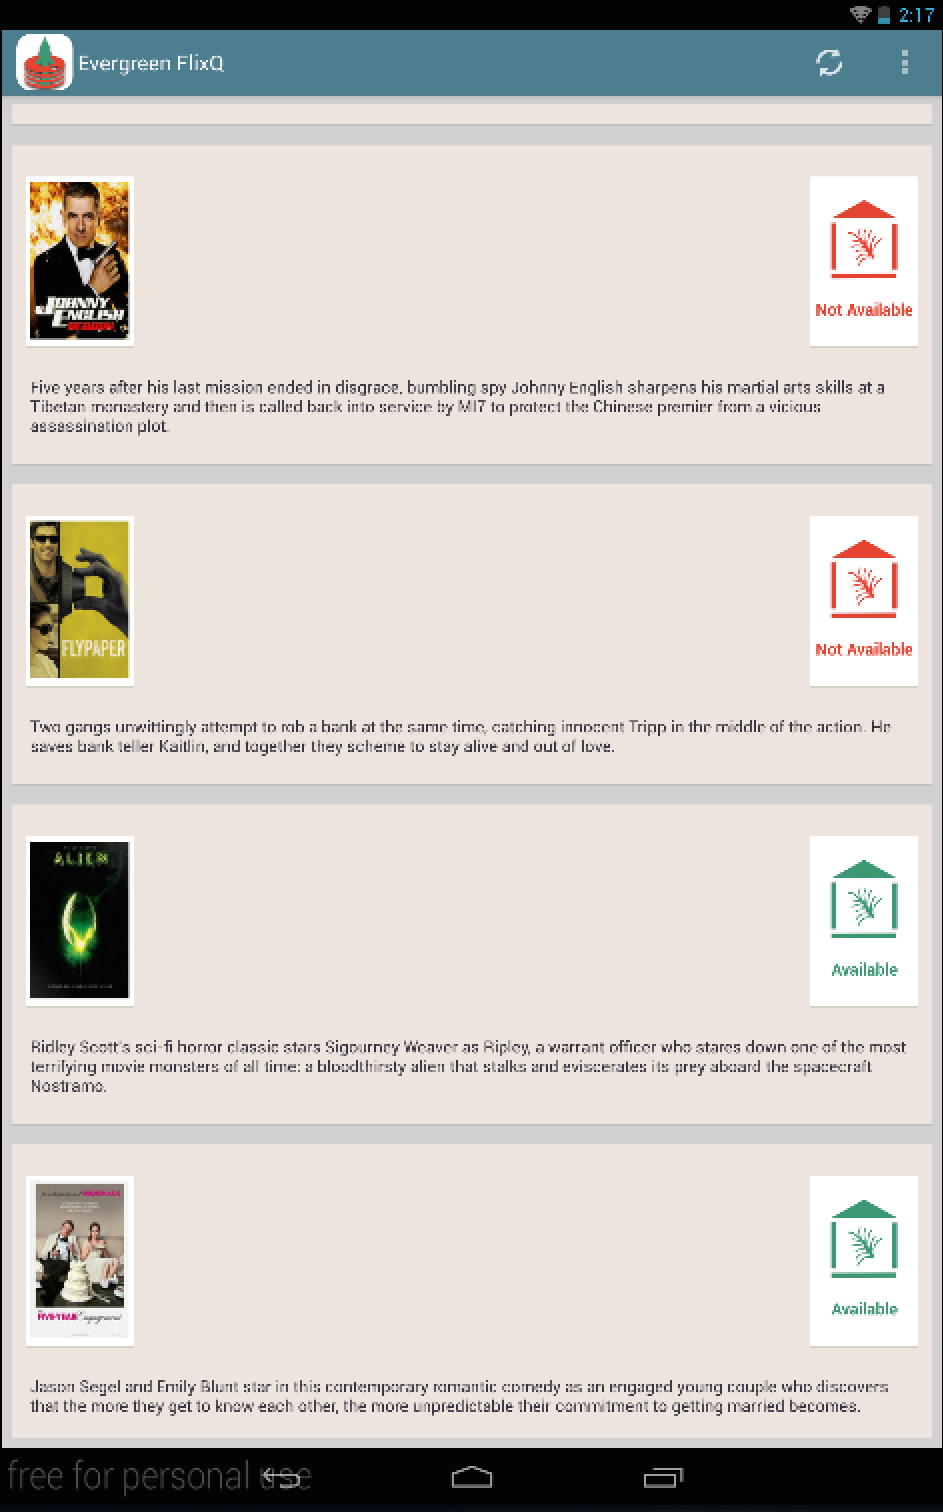 2:17
Evergreen FlixQ
JOHNNY
ENGLISH
REBORN
Not Available
Five years after his last mission ended in disgrace, bumbling spy Johnny English sharpens his martial arts skills at a
Tibetan monastery and then is called back into service by MI7 to protect the Chinese premier from a vicious
assassination plot.
FLYPAPER
Not Available
Two gangs unwittingly attempt to rob a bank at the same time, catching innocent Tripp in the middle of the action. He
saves bank teller Kaitlin, and together they scheme to stay alive and out of love.
ALIEN
Available
Ridley Scott's sci-fi horror classic stars Sigourney Weaver as Ripley, a warrant officer who stares down one of the most
terrifying movie monsters of all time: a bloodthirsty alien that stalks and eviscerates its prey aboard the spacecraft
Nostromo.
FIVE-YEAR Engagement
Available
Jason Segel and Emily Blunt star in this contemporary romantic comedy as an engaged young couple who discovers
that the more they get to know each other, the more unpredictable their commitment to getting married becomes.
free for personal use